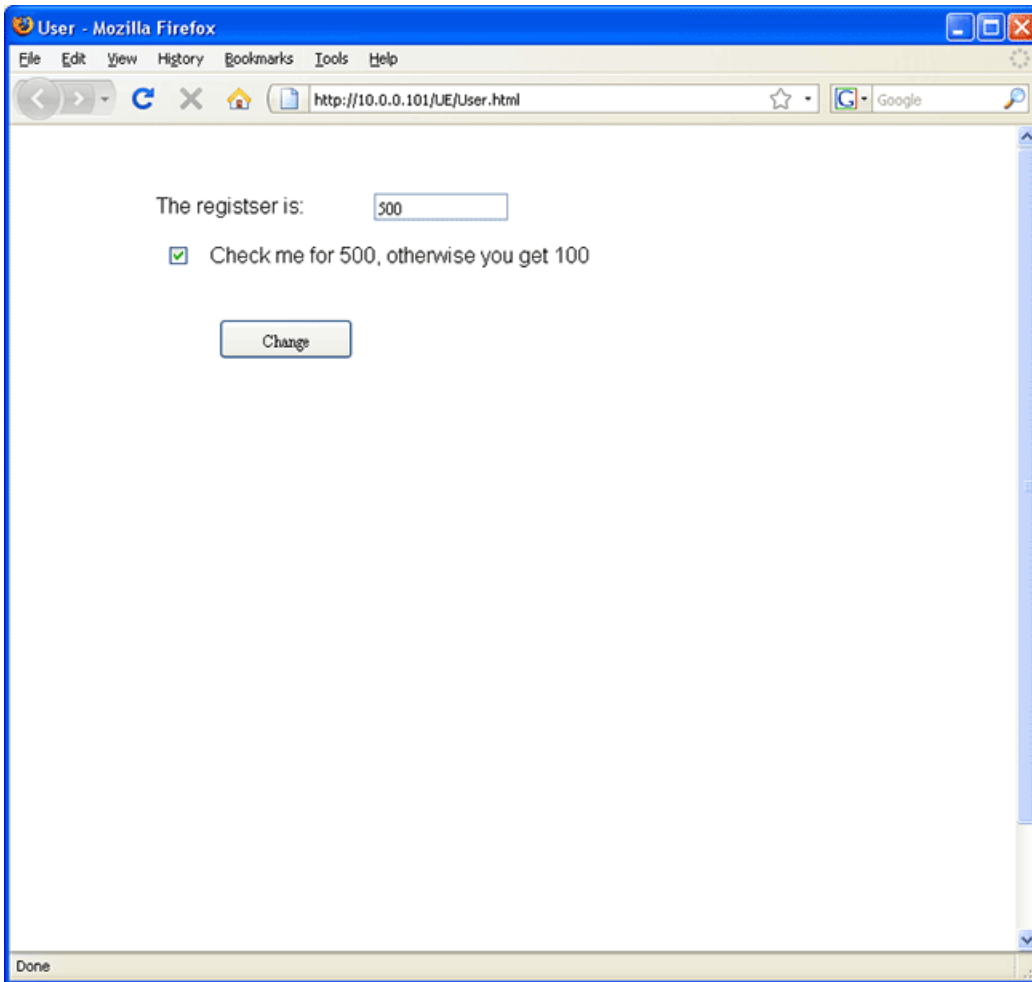 User - Mozilla Firefox
File Edit View History Bookmarks Tools Help
http://10.0.0.101/UE/User.html G Google
The registser is: 500
Check me for 500, otherwise you get 100
Change
Done